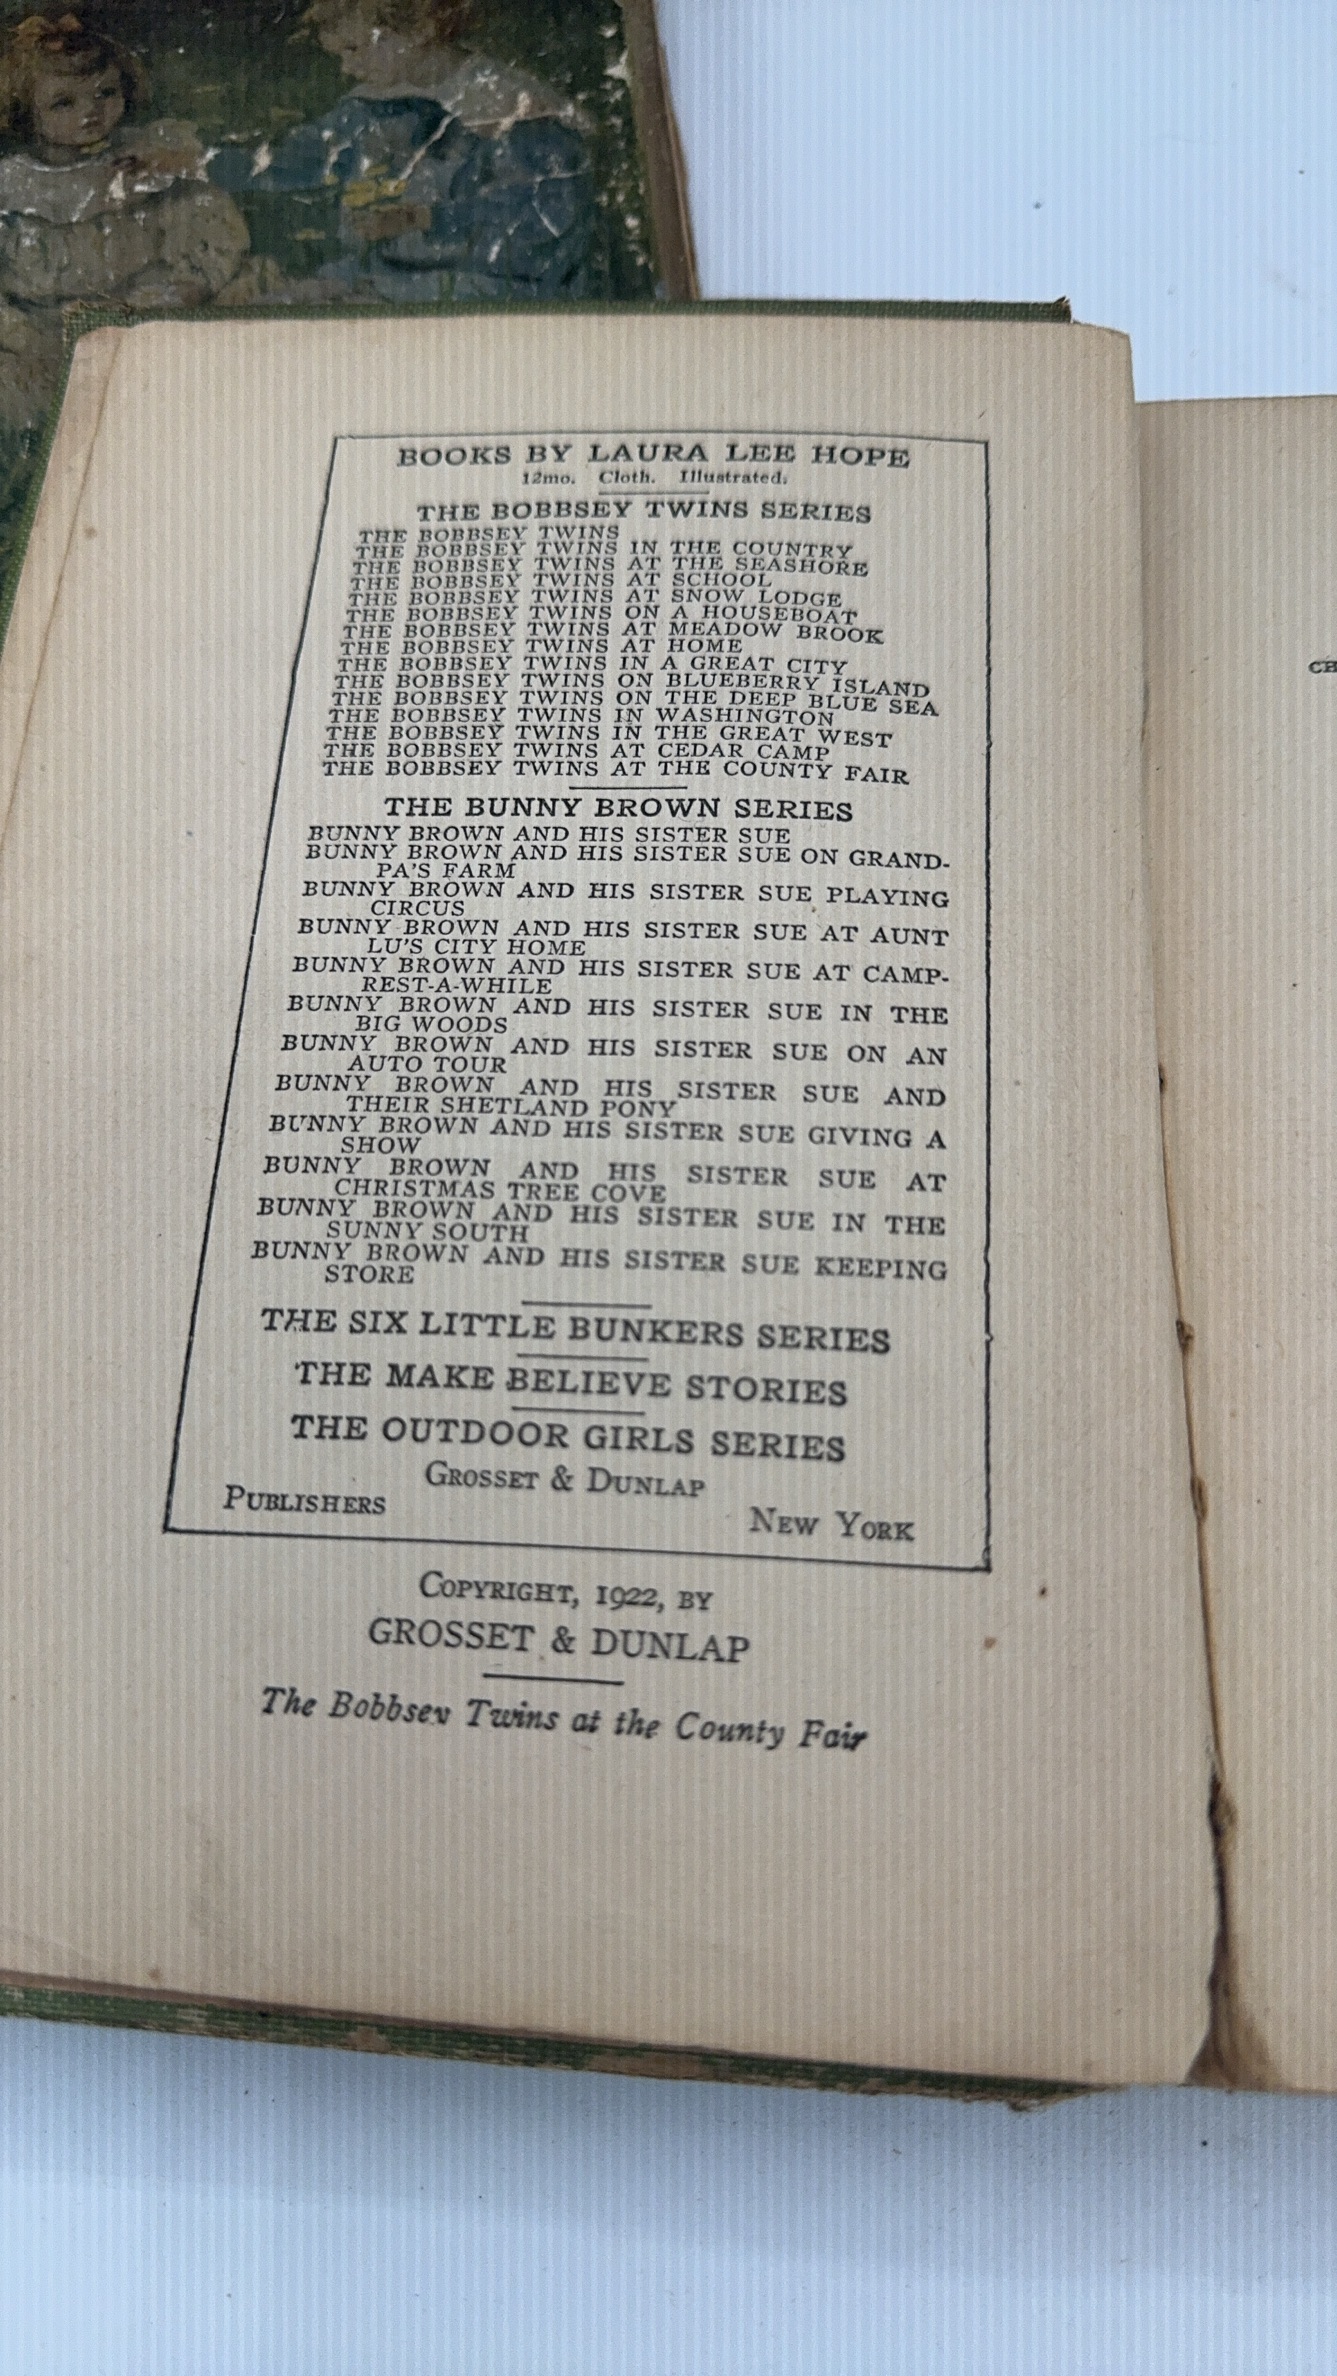 BOOKS BY LAURA LEE HOPE
12mo. Cloth. Illustrated.
THE BOBBSEY TWINS SERIES
THE BOBBSEY TWINS
THE BOBBSEY TWINS IN THE COUNTRY
THE BOBBSEY TWINS AT THE SEASHORE
THE BOBBSEY TWINS AT SCHOOL
THE BOBBSEY TWINS AT SNOW LODGE
THE BOBBSEY TWINS ON A HOUSEBOAT
THE BOBBSEY TWINS AT MEADOW BROOK
THE BOBBSEY TWINS AT HOME
THE BOBBSEY TWINS IN A GREAT CITY
THE BOBBSEY TWINS ON BLUEBERRY ISLAND
THE BOBBSEY TWINS ON THE DEEP BLUE SEA
THE BOBBSEY TWINS IN WASHINGTON
THE BOBBSEY TWINS IN THE GREAT WEST
THE BOBBSEY TWINS AT CEDAR CAMP
THE BOBBSEY TWINS AT THE COUNTY FAIR
THE BUNNY BROWN SERIES
BUNNY BROWN AND HIS SISTER SUE
BUNNY BROWN AND HIS SISTER SUE ON GRAND-
PA'S FARM
BUNNY BROWN AND HIS SISTER SUE PLAYING
CIRCUS
BUNNY BROWN AND HIS SISTER SUE AT AUNT
LU'S CITY HOME
BUNNY BROWN AND HIS SISTER SUE AT CAMP-
REST-A-WHILE
BUNNY BROWN AND HIS SISTER SUE IN THE
BIG WOODS
BUNNY BROWN AND HIS SISTER SUE ON AN
AUTO TOUR
BUNNY BROWN AND HIS SISTER SUE AND
THEIR SHETLAND PONY
BUNNY BROWN AND HIS SISTER SUE GIVING A
SHOW
BUNNY BROWN AND HIS SISTER SUE AT
CHRISTMAS TREE COVE
BUNNY BROWN AND HIS SISTER SUE IN THE
SUNNY SOUTH
BUNNY BROWN AND HIS SISTER SUE KEEPING
STORE
THE SIX LITTLE BUNKERS SERIES
THE MAKE BELIEVE STORIES
THE OUTDOOR GIRLS SERIES
GROSSET & DUNLAP
PUBLISHERS NEW YORK
COPYRIGHT, 1922, BY
GROSSET & DUNLAP
The Bobbsey Twins at the County Fair